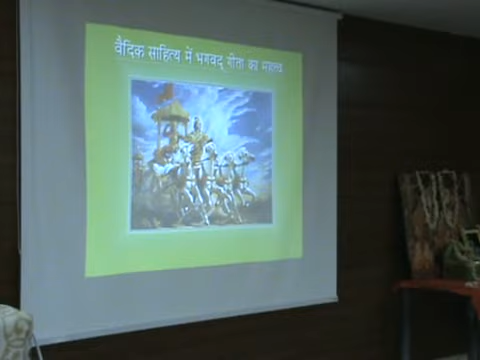 वैदिक साहित्य में भगवद् गीता का महत्त्व